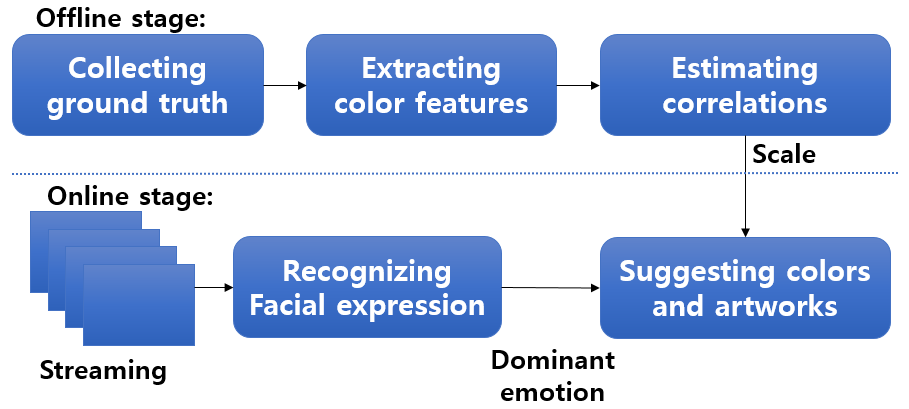 Offline stage:
Collecting
ground truth
Extracting
color features
Estimating
correlations
Scale
Online stage:
Streaming
Recognizing
Facial expression
Dominant
emotion
Suggesting colors
and artworks